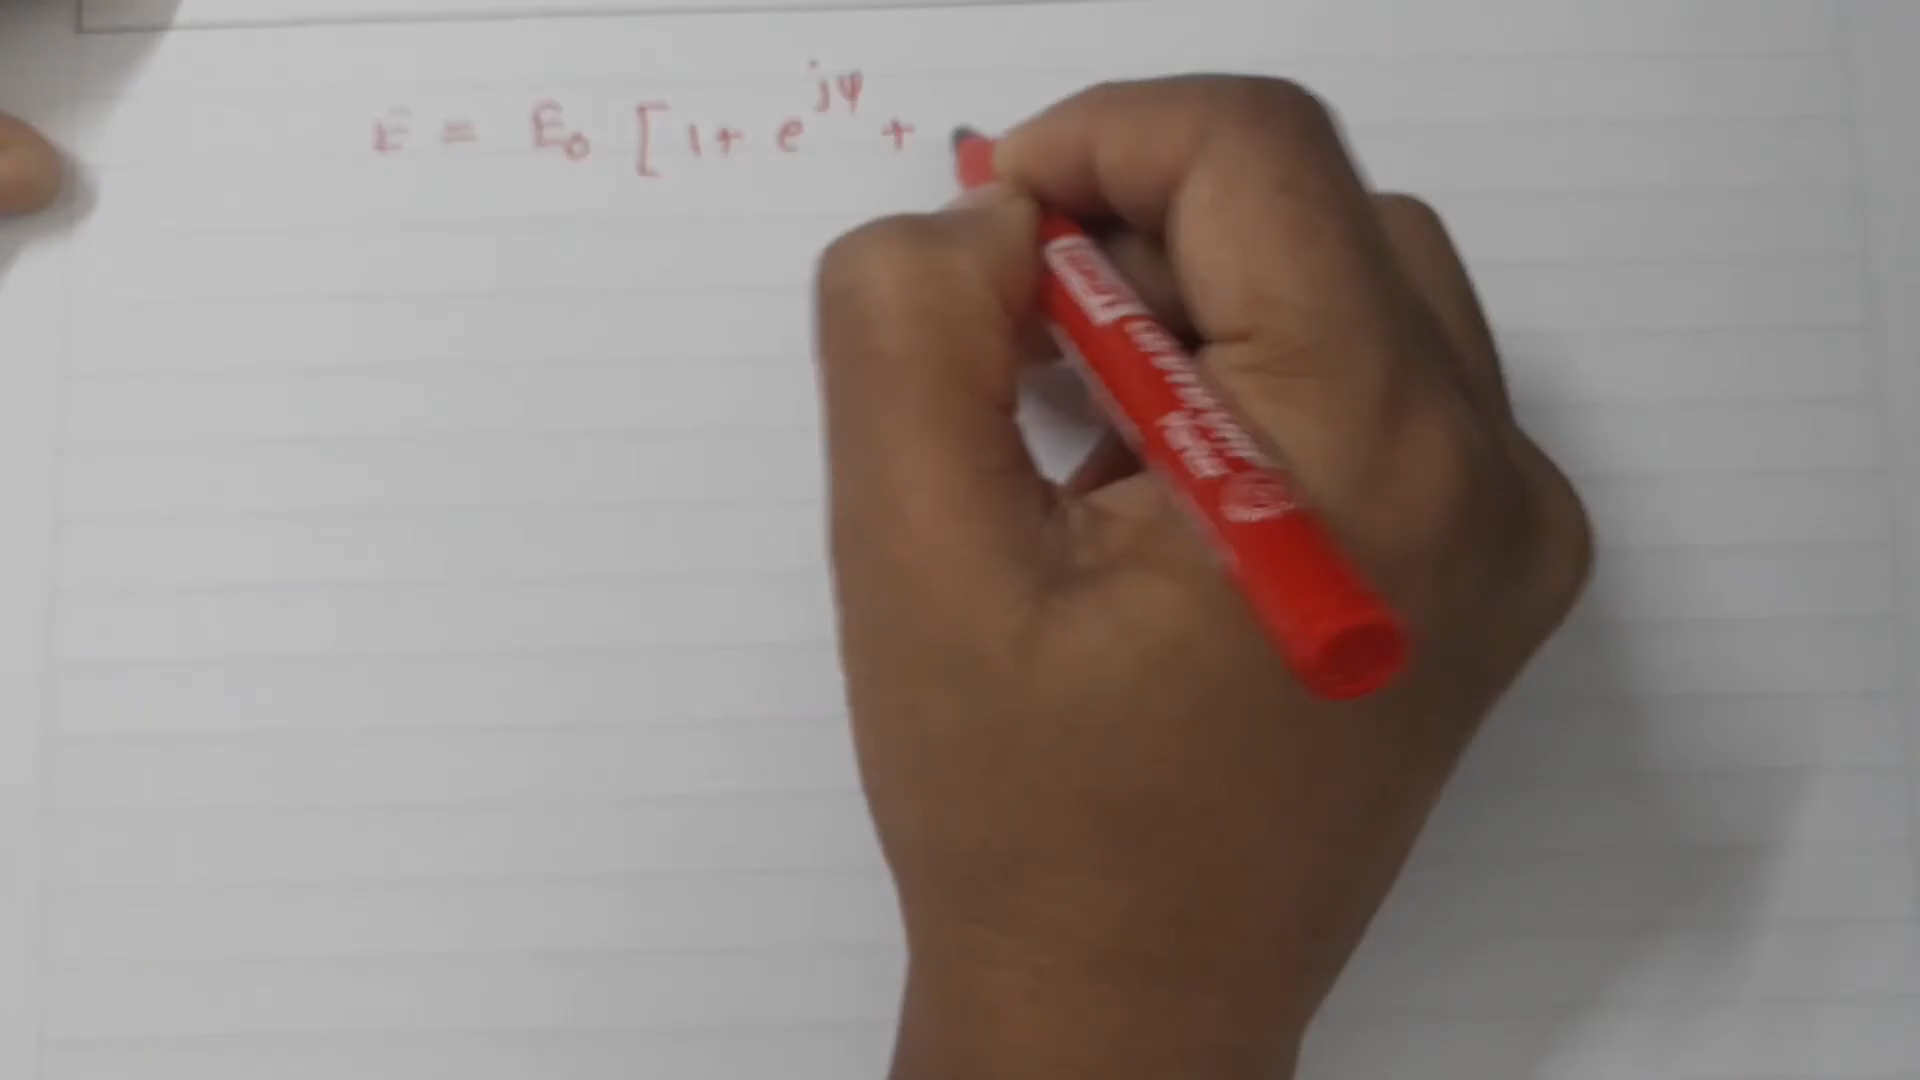 E = E₀ [ 1 + e^{jψ} +